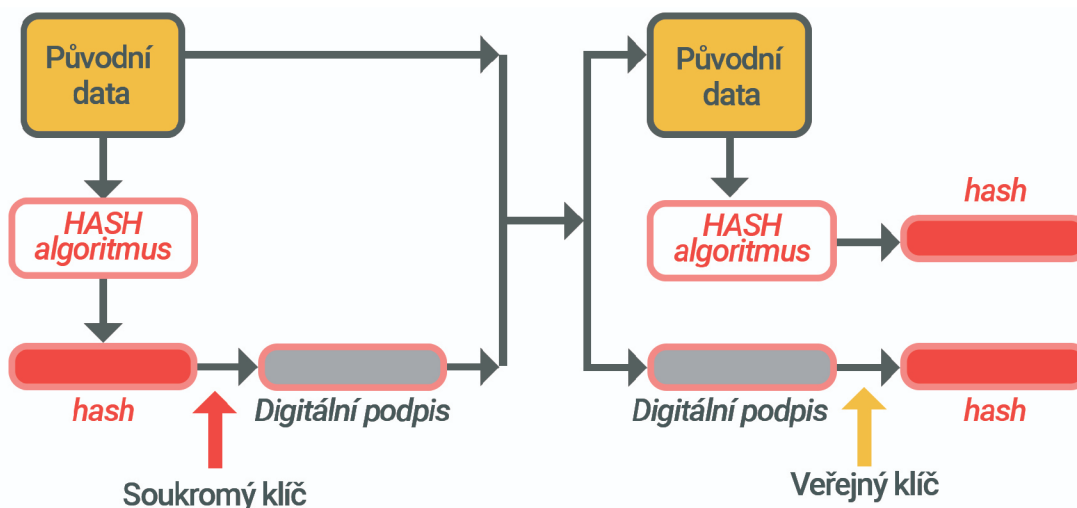 Původní
data
HASH
algoritmus
hash
Digitální podpis
Soukromý klíč
Původní
data
HASH
algoritmus
hash
Digitální podpis
hash
Veřejný klíč